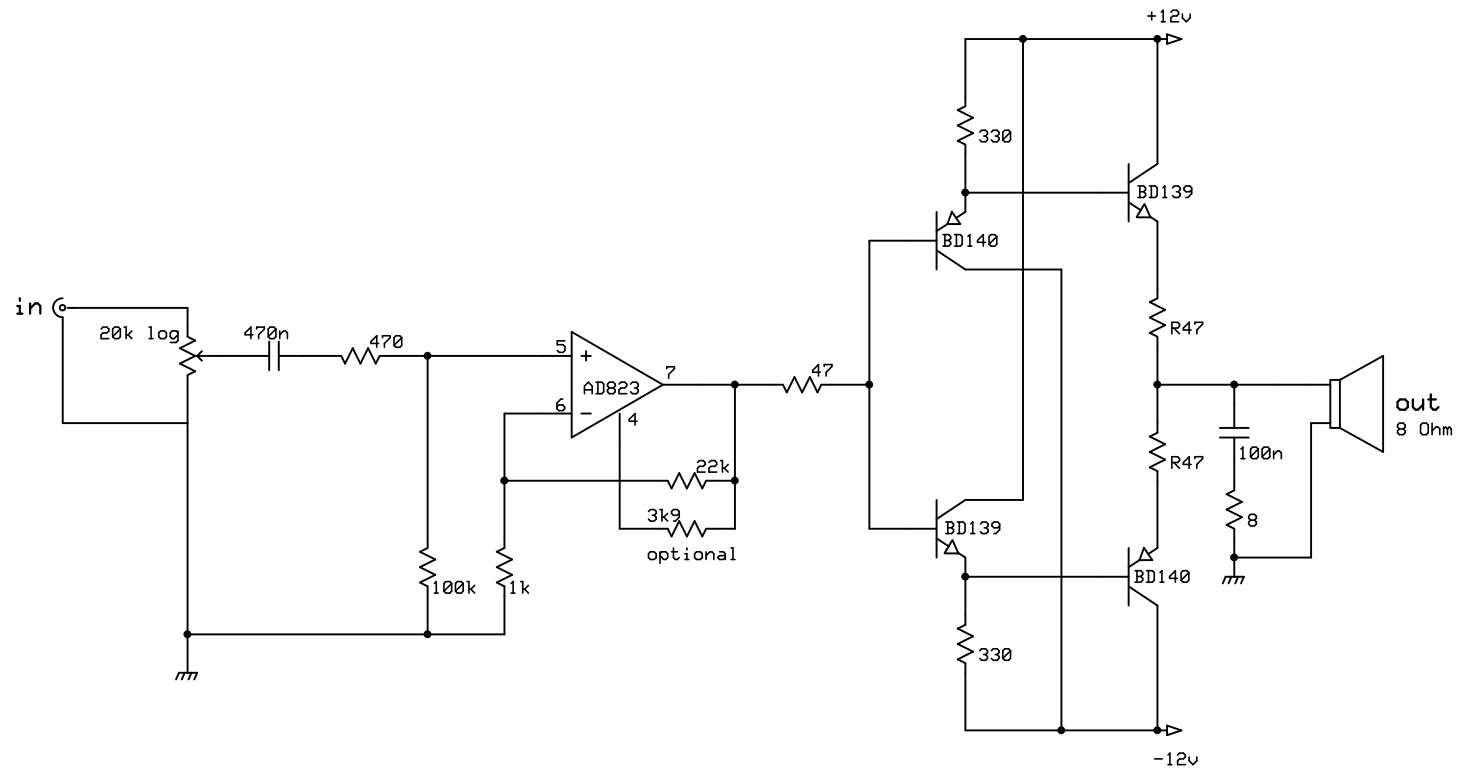 +12v
330
BD139
BD140
in
20k log
470n
470
5
+
7
47
R47
AD823
6
-
4
out
8 Ohm
22k
R47
100n
3k9
optional
BD139
8
100k
1k
BD140
330
-12v